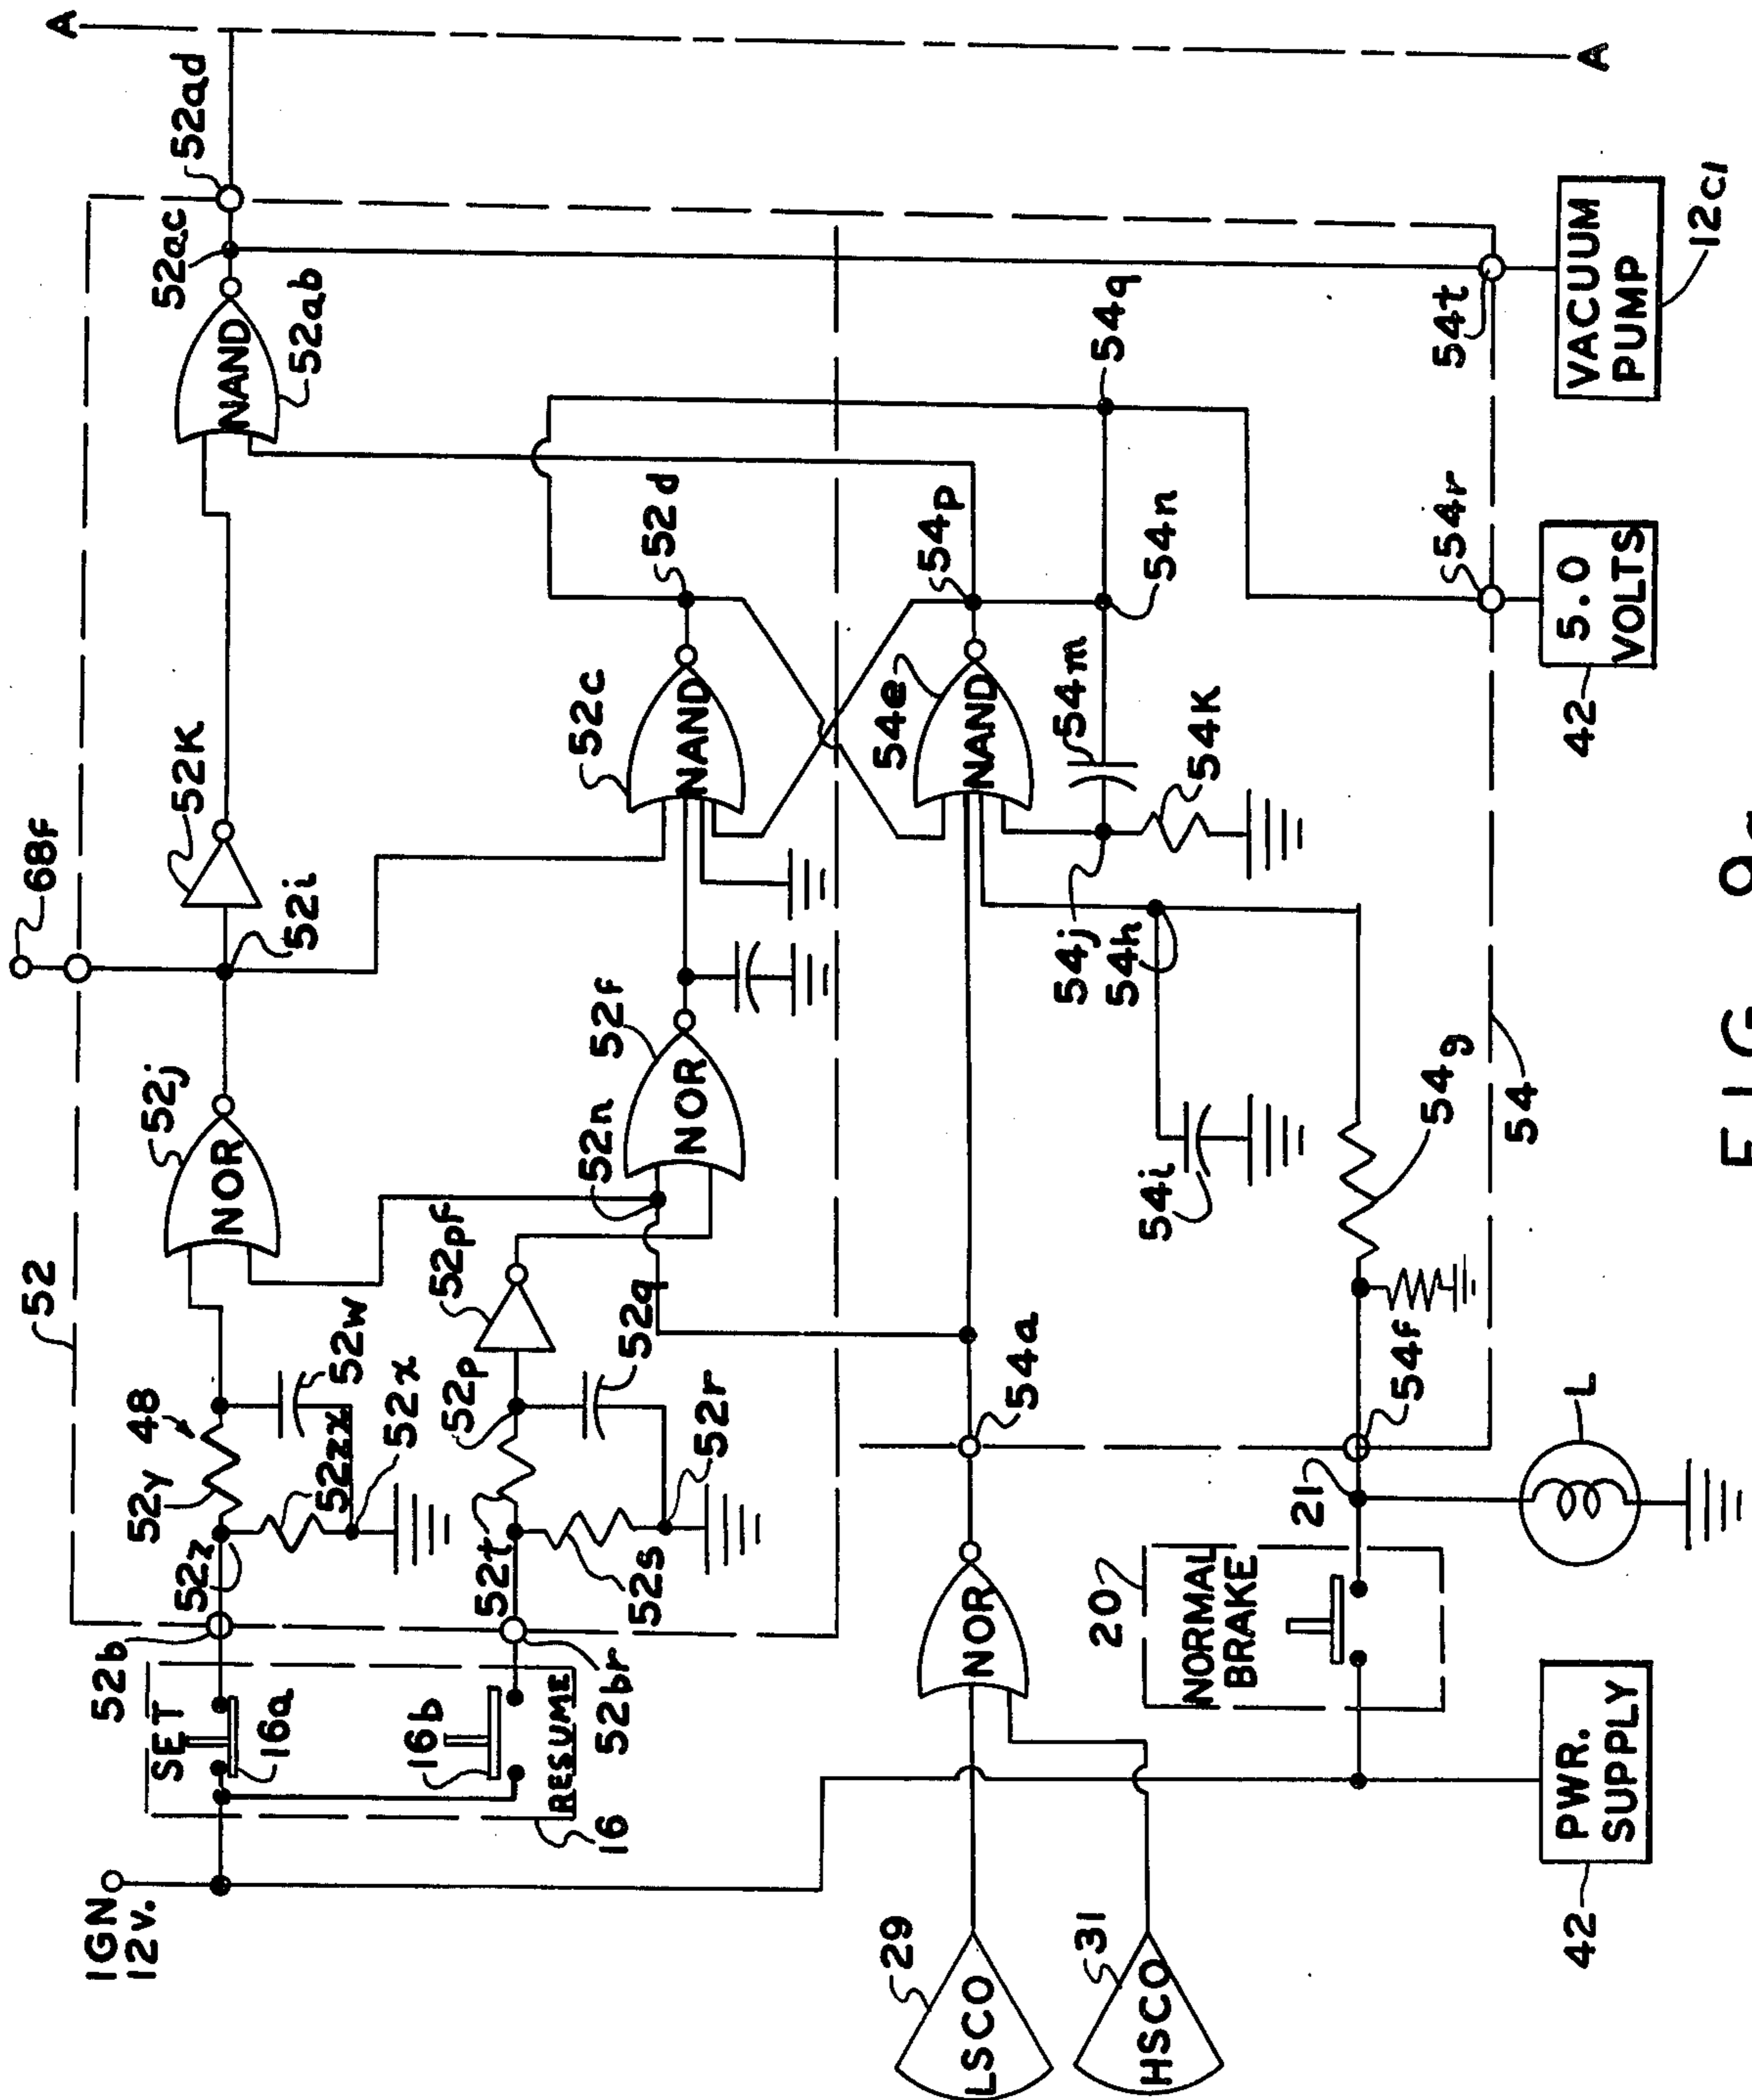 A
52ad
52ac
NAND
52ab
68f
52k
52i
52j
NOR
52
52y
48
52w
52zx
52x
52z
52b
SET
16a
IGN
12v.
16b
RESUME
16
52br
52t
52s
52r
52p
52q
52pf
52n
52f
NOR
52c
NAND
52d
29
LSCO
31
HSCO
NOR
54a
54e
NAND
54p
54m
54n
54q
54k
54j
54h
54i
54g
54
20
NORMAL
BRAKE
21
54f
L
42
PWR.
SUPPLY
54r
42
5.0
VOLTS
54t
VACUUM
PUMP
12c1
A